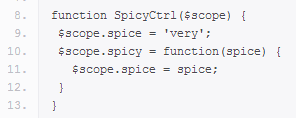 8. function SpicyCtrl($scope) {
9.  $scope.spice = 'very';
10.  $scope.spicy = function(spice) {
11.    $scope.spice = spice;
12.  }
13. }